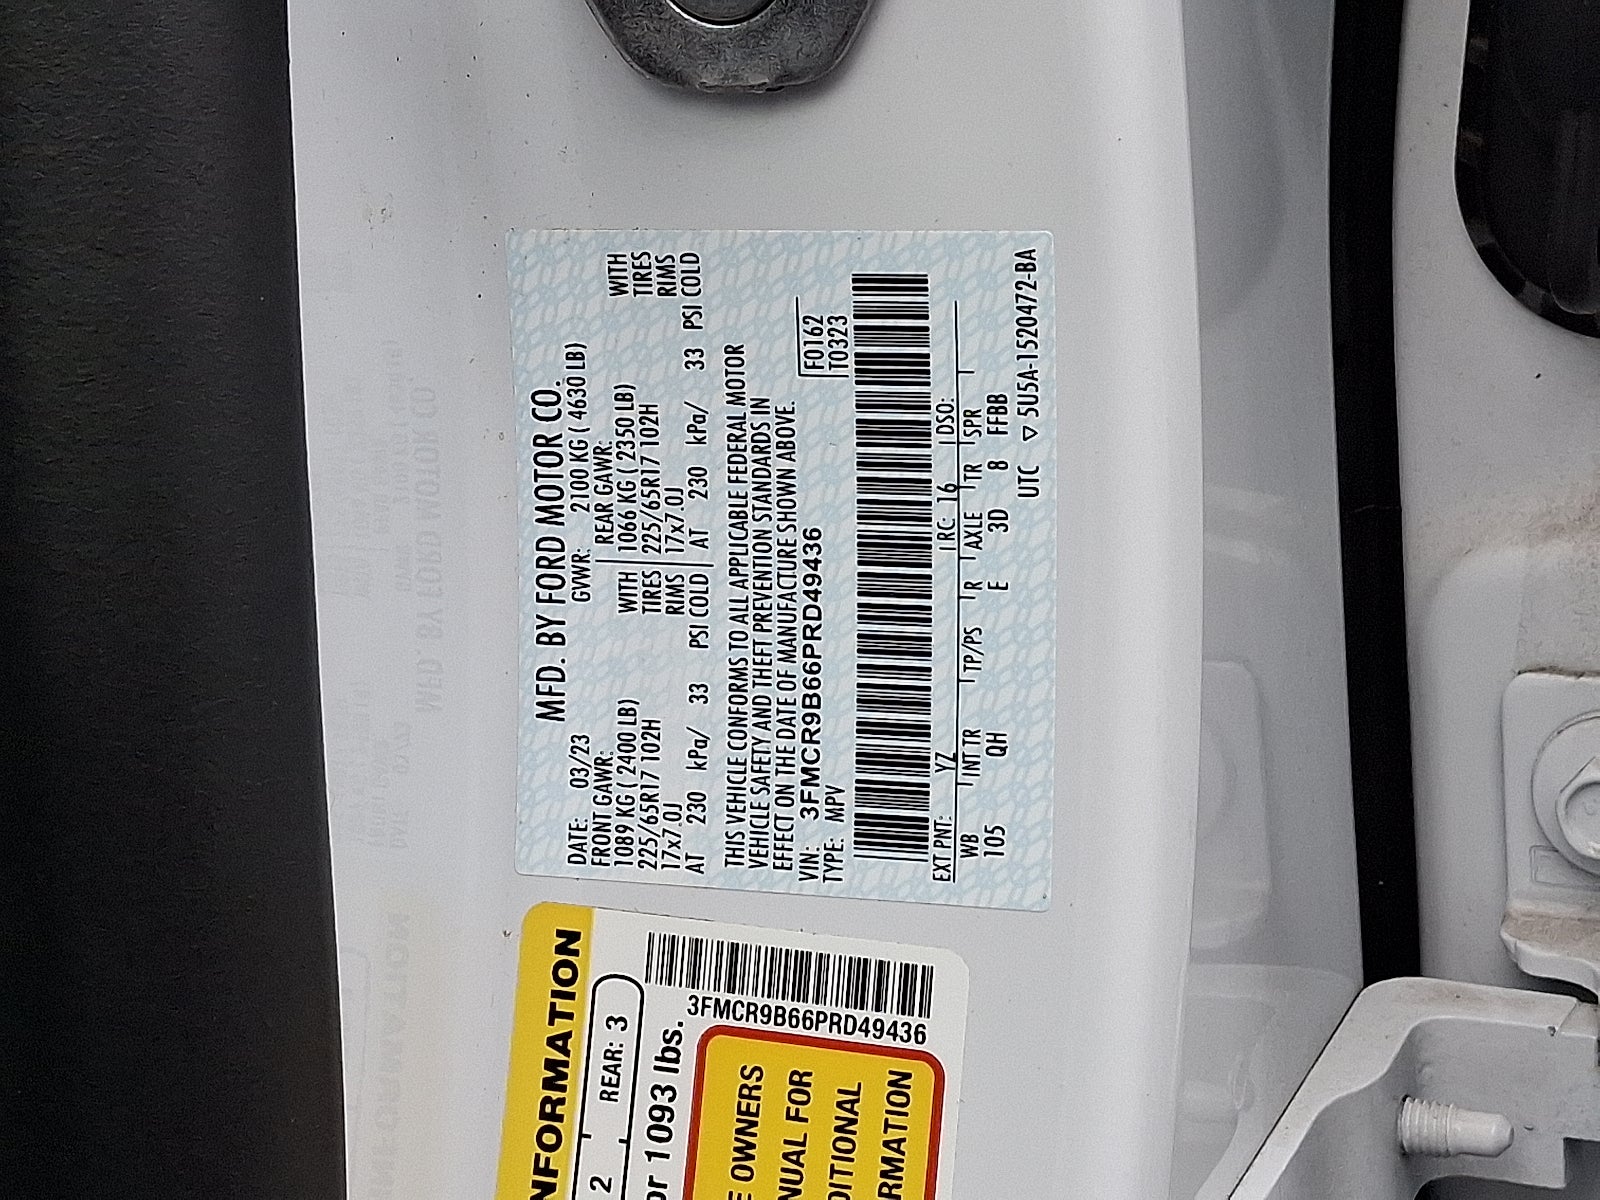 MFD. BY FORD MOTOR CO.
DATE: 03/23 GVWR: 2100 KG ( 4630 LB)
FRONT GAWR: REAR GAWR:
1089 KG ( 2400 LB) WITH 1066 KG ( 2350 LB) WITH
225/65R17 102H TIRES 225/65R17 102H TIRES
17x7.0J RIMS 17x7.0J RIMS
AT 230 kPa/ 33 PSI COLD AT 230 kPa/ 33 PSI COLD
THIS VEHICLE CONFORMS TO ALL APPLICABLE FEDERAL MOTOR
VEHICLE SAFETY AND THEFT PREVENTION STANDARDS IN
EFFECT ON THE DATE OF MANUFACTURE SHOWN ABOVE.
VIN: 3FMCR9B66PRD49436 F0162
TYPE: MPV T0323
EXT PNT: YZ RC: 16 DSO:
WB INT TR TP/PS R AXLE TR SPR
105 QH E 3D 8 FFBB
UTC ▽ 5U5A-1520472-BA
NFORMATION
2 REAR: 3
or 1093 lbs.
3FMCR9B66PRD49436
E OWNERS
NUAL FOR
DITIONAL
RMATION